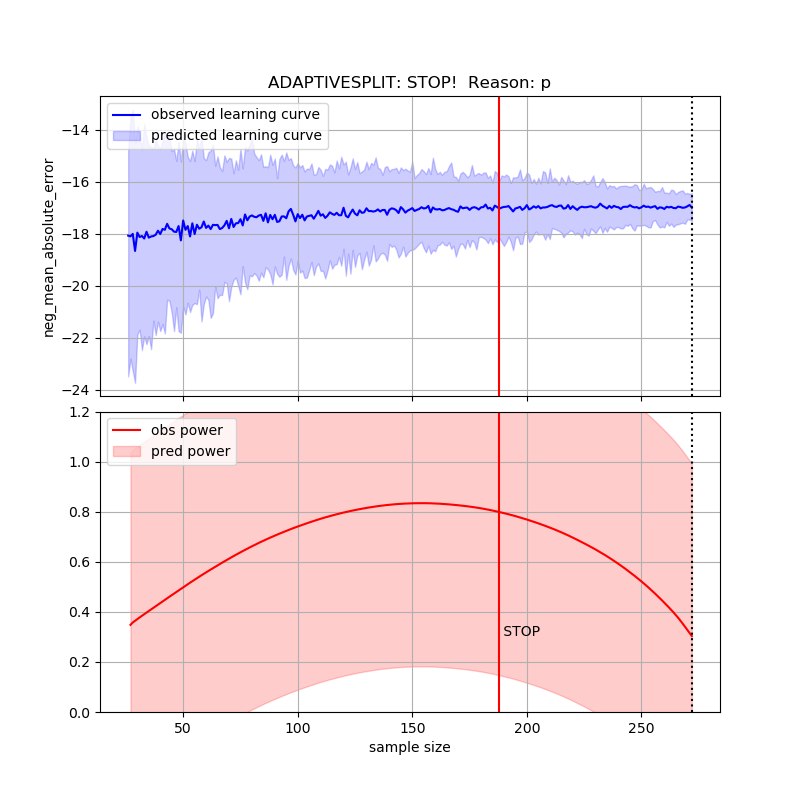 ADAPTIVESPLIT: STOP! Reason: p
observed learning curve
predicted learning curve
neg_mean_absolute_error
−14
−16
−18
−20
−22
−24
obs power
pred power
1.2
1.0
0.8
0.6
0.4
0.2
0.0
STOP
50
100
150
200
250
sample size